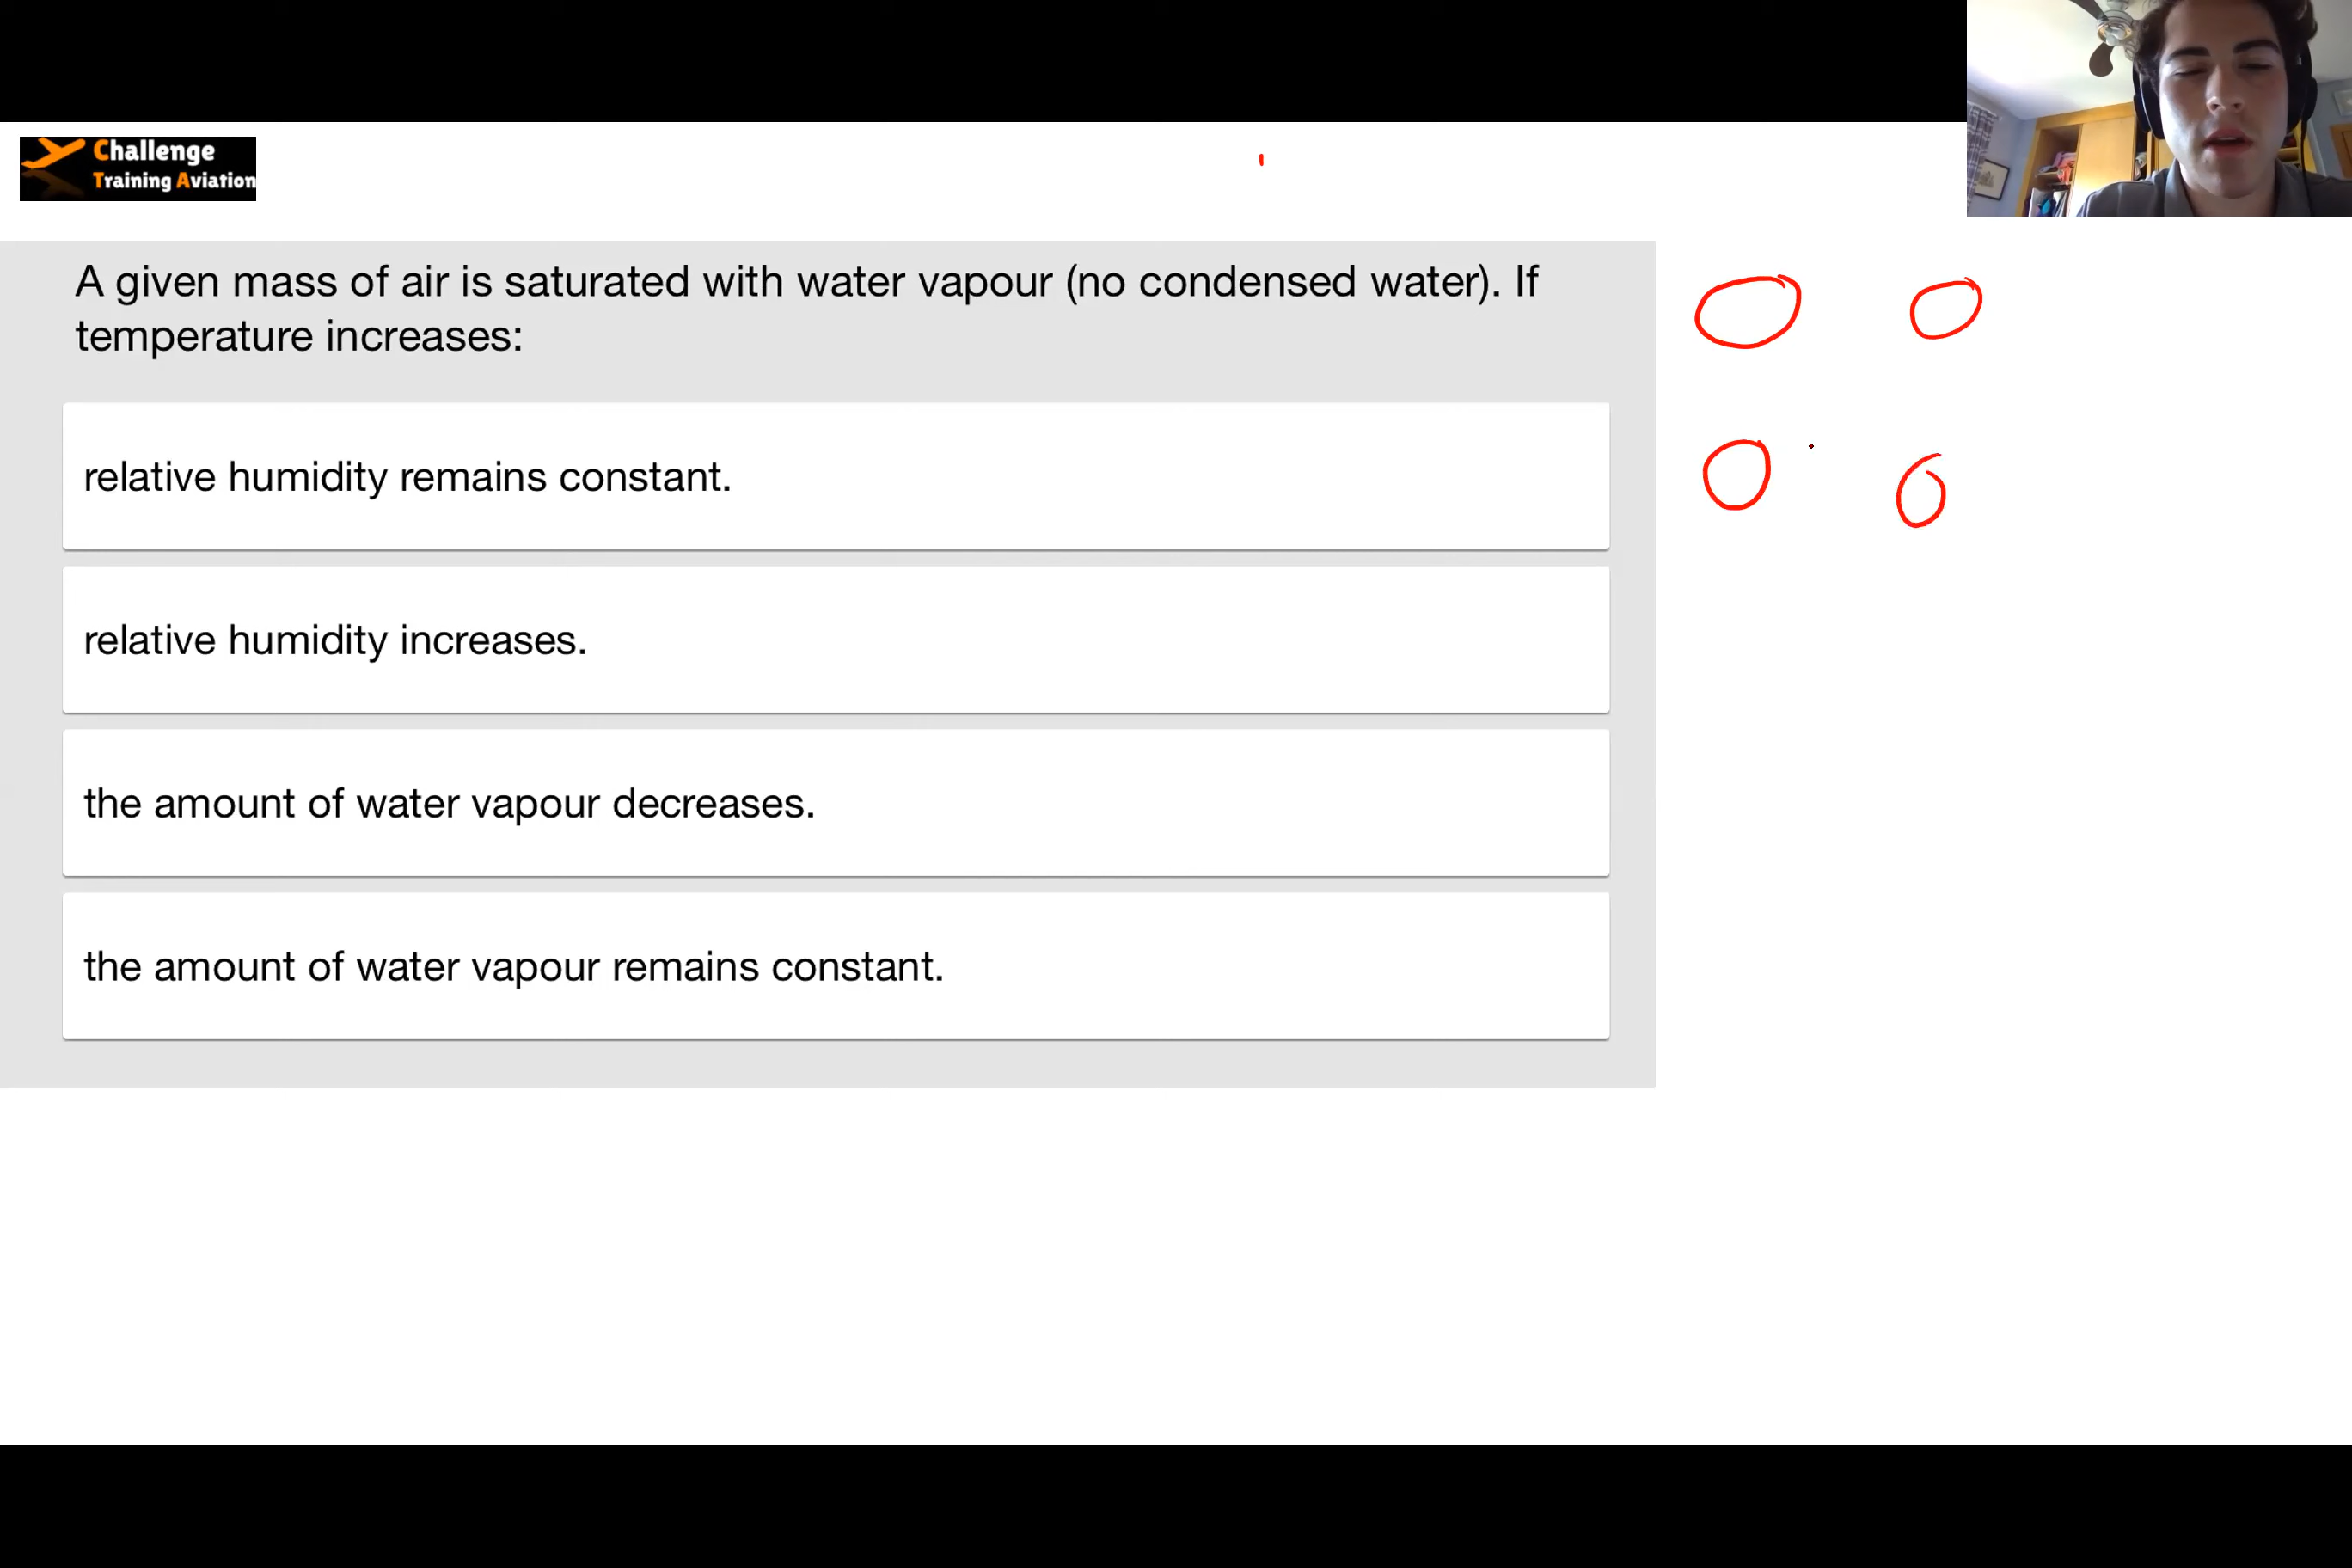 Challenge
Training Aviation
A given mass of air is saturated with water vapour (no condensed water). If
temperature increases:
relative humidity remains constant.
relative humidity increases.
the amount of water vapour decreases.
the amount of water vapour remains constant.